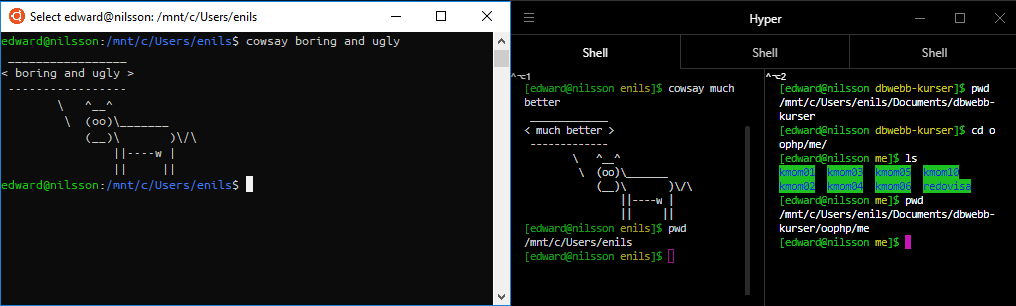 Select edward@nilsson: /mnt/c/Users/enils
edward@nilsson:/mnt/c/Users/enils$ cowsay boring and ugly
 _________________
< boring and ugly >
 -----------------
        \   ^__^
         \  (oo)\_______
            (__)\       )\/\
                ||----w |
                ||     ||
edward@nilsson:/mnt/c/Users/enils$
Hyper
Shell
Shell
Shell
^⌥1
[edward@nilsson enils]$ cowsay much
better
 _____________
< much better >
 -------------
        \   ^__^
         \  (oo)\_______
            (__)\       )\/\
                ||----w |
                ||     ||
[edward@nilsson enils]$ pwd
/mnt/c/Users/enils
[edward@nilsson enils]$
^⌥2
[edward@nilsson dbwebb-kurser]$ pwd
/mnt/c/Users/enils/Documents/dbwebb-
kurser
[edward@nilsson dbwebb-kurser]$ cd o
oophp/me/
[edward@nilsson me]$ ls
kmom01 kmom03 kmom05 kmom10
kmom02 kmom04 kmom06 redovisa
[edward@nilsson me]$ pwd
/mnt/c/Users/enils/Documents/dbwebb-
kurser/oophp/me
[edward@nilsson me]$